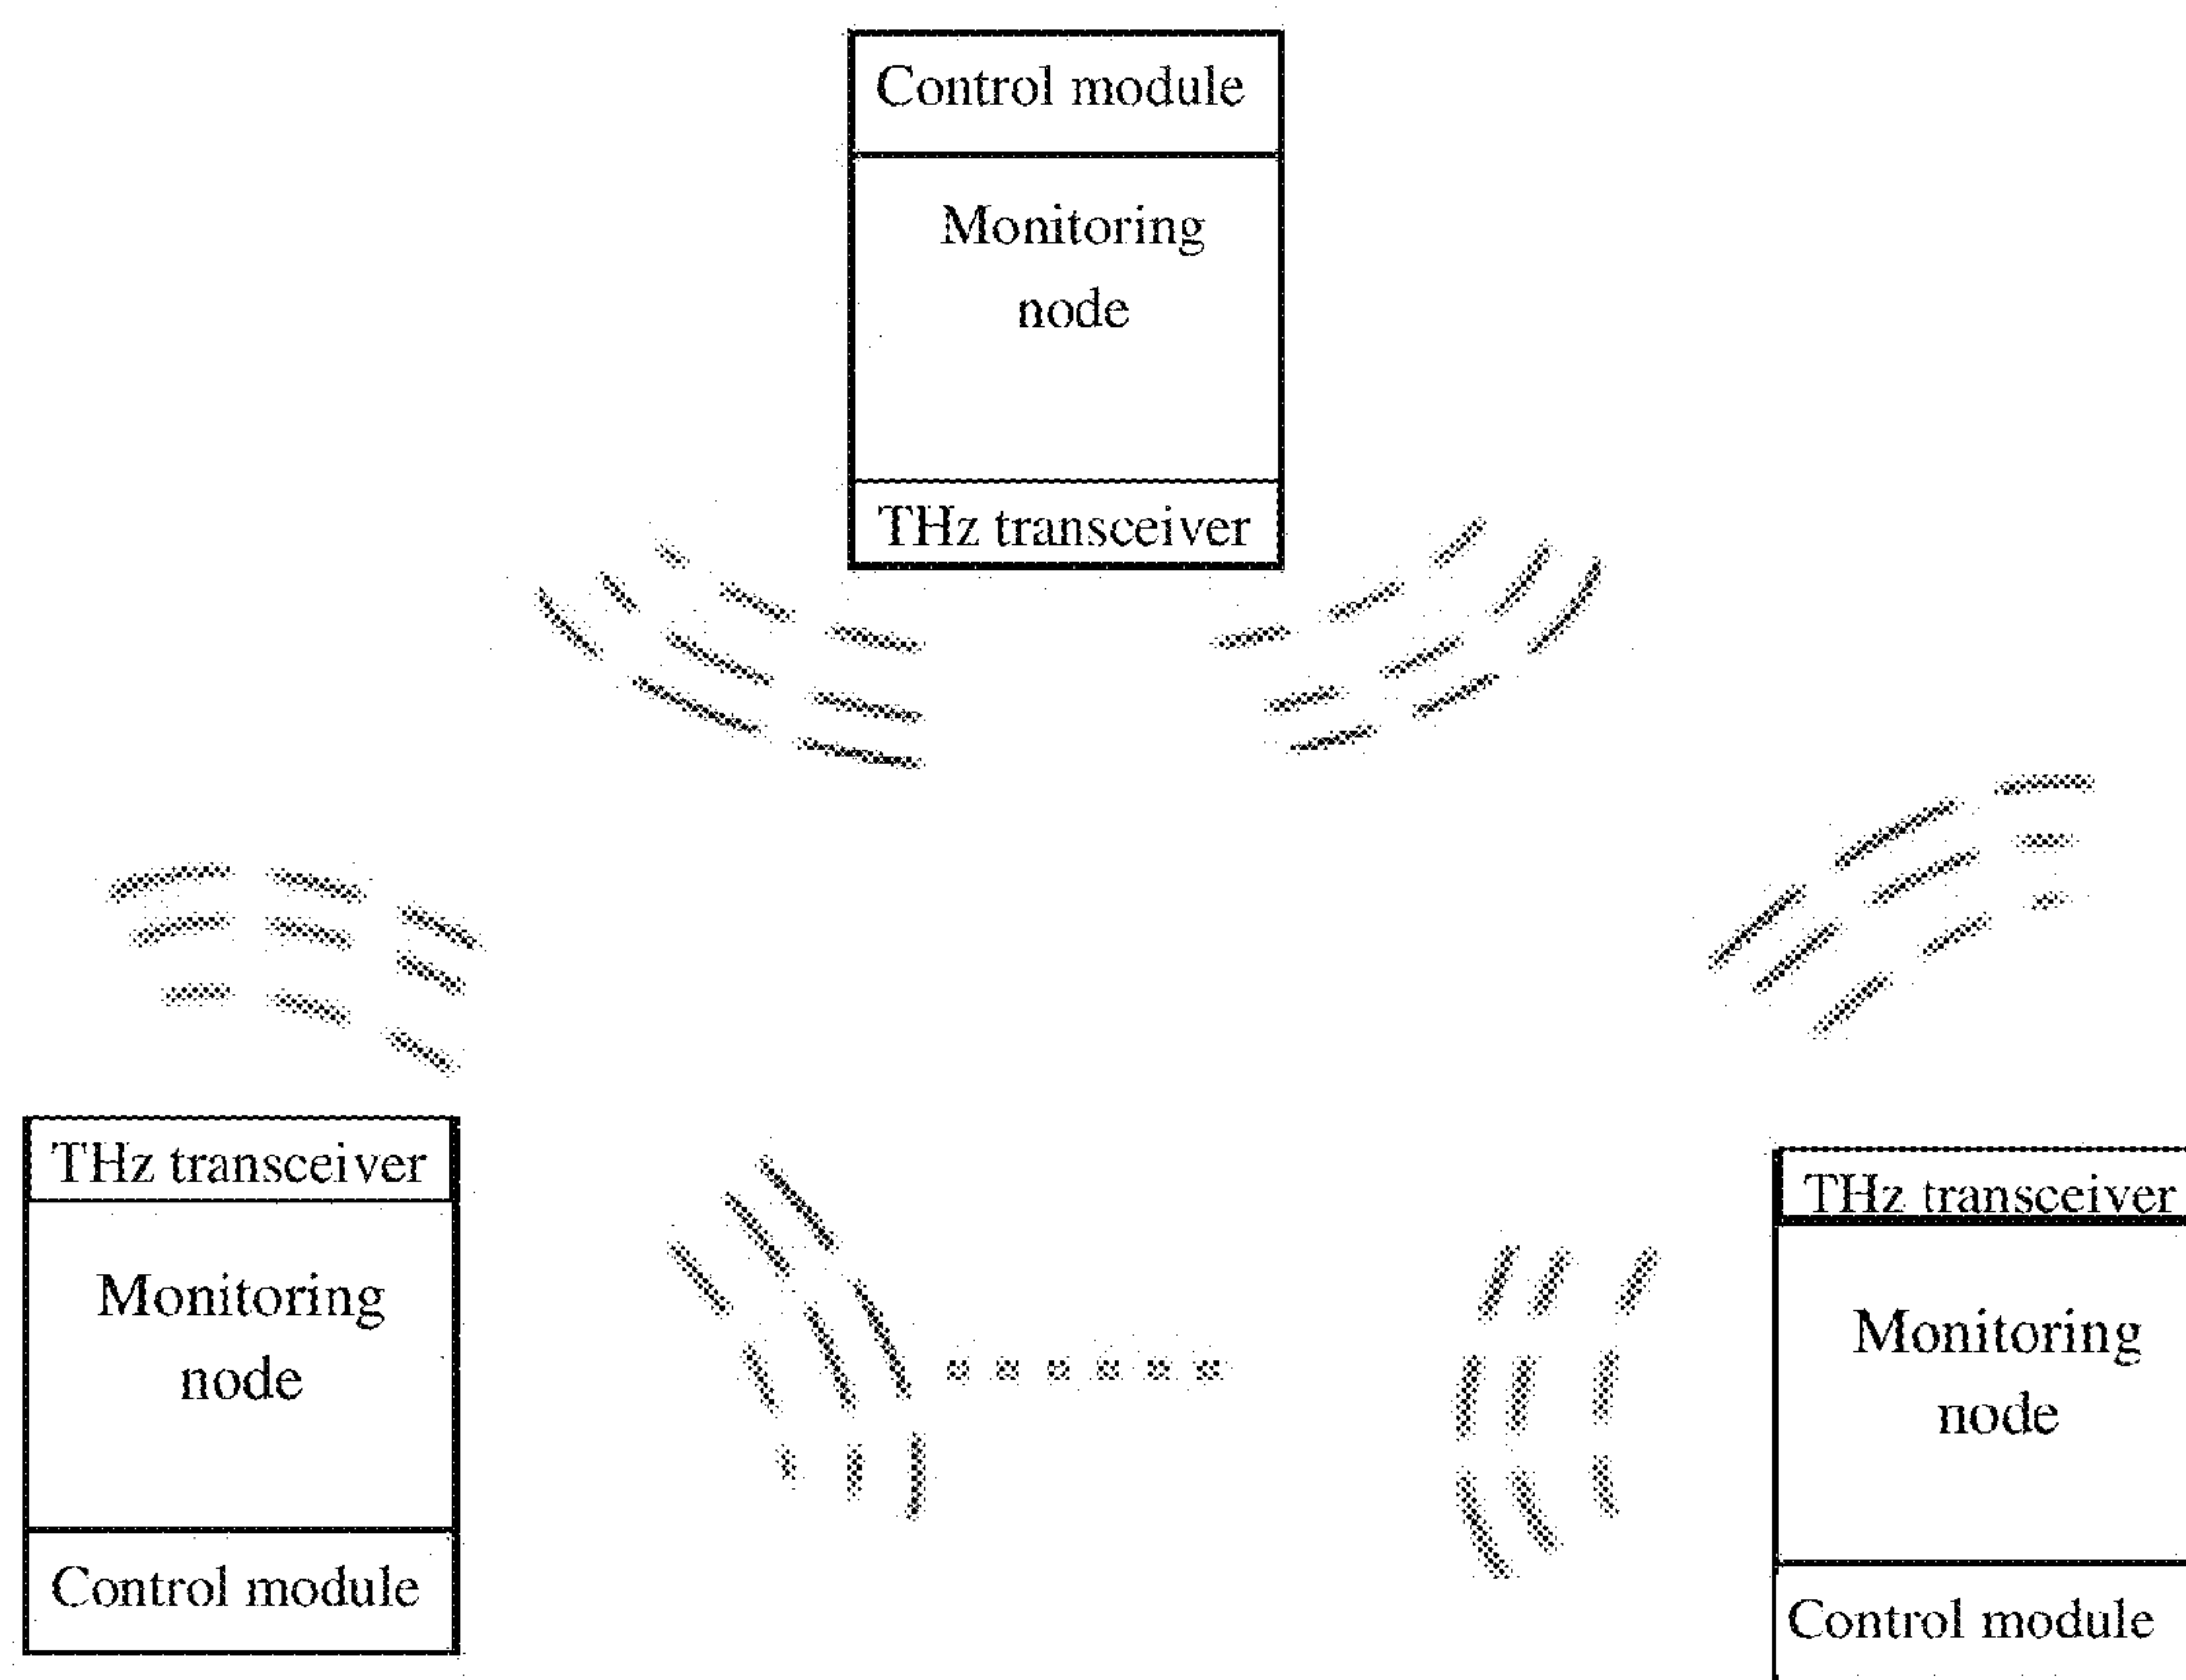 Control module
Monitoring
node
THz transceiver
THz transceiver
Monitoring
node
Control module
THz transceiver
Monitoring
node
Control module